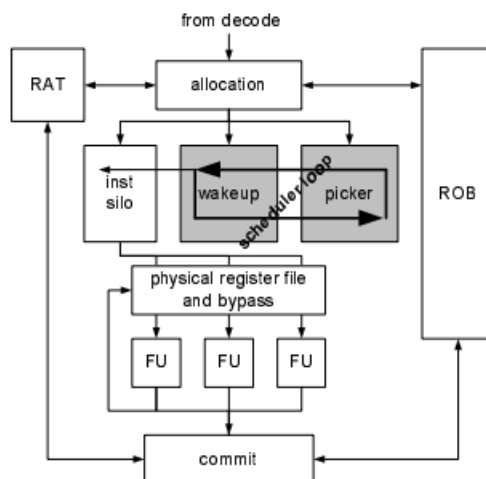 from decode
RAT
allocation
ROB
inst
silo
wakeup
scheduler loop
picker
physical register file
and bypass
FU
FU
FU
commit